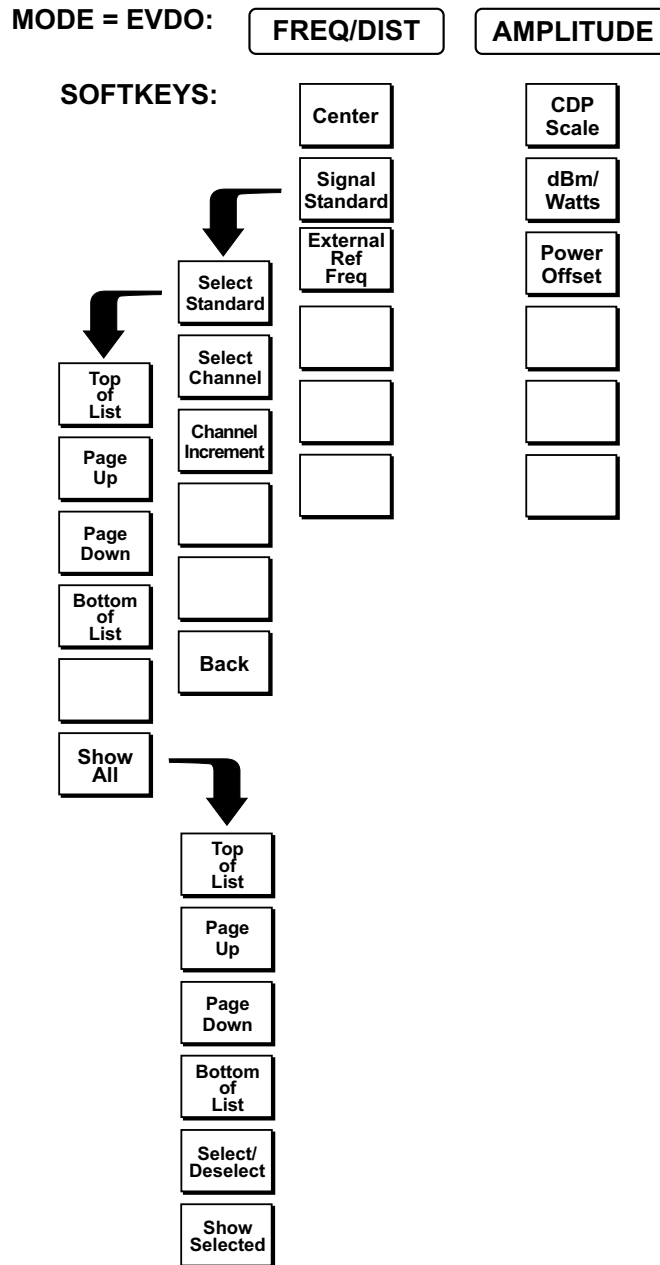 MODE = EVDO:
FREQ/DIST
AMPLITUDE
SOFTKEYS:
Center
Signal
Standard
External
Ref
Freq
CDP
Scale
dBm/
Watts
Power
Offset
Select
Standard
Select
Channel
Channel
Increment
Back
Top
of
List
Page
Up
Page
Down
Bottom
of
List
Show
All
Top
of
List
Page
Up
Page
Down
Bottom
of
List
Select/
Deselect
Show
Selected